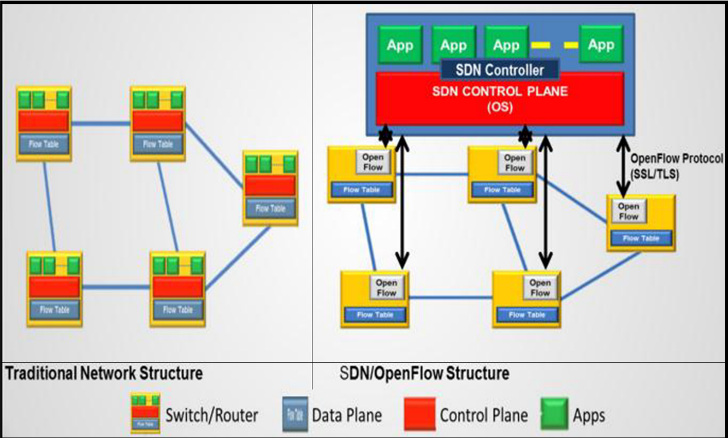 Flow Table
Flow Table
Flow Table
Flow Table
Flow Table
Traditional Network Structure
App
App
App
App
SDN Controller
SDN CONTROL PLANE
(OS)
OpenFlow Protocol
(SSL/TLS)
Open
Flow
Flow Table
Open
Flow
Flow Table
Open
Flow
Flow Table
Open
Flow
Flow Table
Open
Flow
Flow Table
SDN/OpenFlow Structure
Switch/Router
Flow Table
Data Plane
Control Plane
Apps